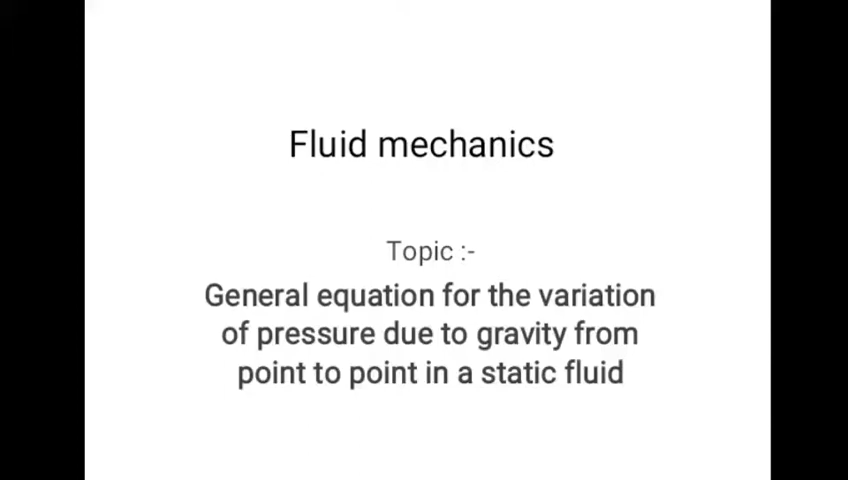 Fluid mechanics
Topic :-
General equation for the variation
of pressure due to gravity from
point to point in a static fluid